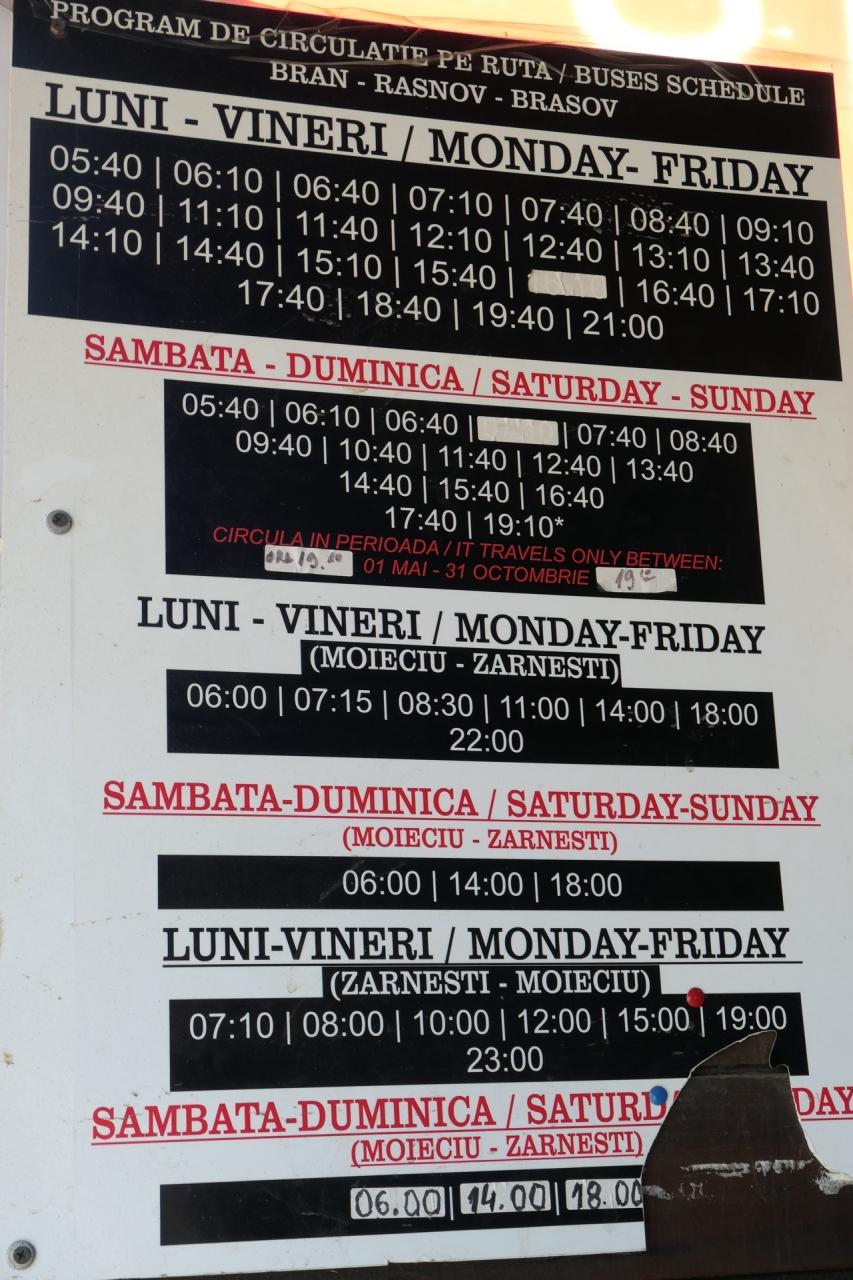 PROGRAM DE CIRCULATIE PE RUTA / BUSES SCHEDULE
BRAN - RASNOV - BRASOV
LUNI - VINERI / MONDAY- FRIDAY
05:40 | 06:10 | 06:40 | 07:10 | 07:40 | 08:40 | 09:10
09:40 | 11:10 | 11:40 | 12:10 | 12:40 | 13:10 | 13:40
14:10 | 14:40 | 15:10 | 15:40 | | 16:40 | 17:10
17:40 | 18:40 | 19:40 | 21:00
SAMBATA - DUMINICA / SATURDAY - SUNDAY
05:40 | 06:10 | 06:40 | | 07:40 | 08:40
09:40 | 10:40 | 11:40 | 12:40 | 13:40
14:40 | 15:40 | 16:40
17:40 | 19:10*
CIRCULA IN PERIOADA / IT TRAVELS ONLY BETWEEN:
01 MAI - 31 OCTOMBRIE
LUNI - VINERI / MONDAY-FRIDAY
(MOIECIU - ZARNESTI)
06:00 | 07:15 | 08:30 | 11:00 | 14:00 | 18:00
22:00
SAMBATA-DUMINICA / SATURDAY-SUNDAY
(MOIECIU - ZARNESTI)
06:00 | 14:00 | 18:00
LUNI-VINERI / MONDAY-FRIDAY
(ZARNESTI - MOIECIU)
07:10 | 08:00 | 10:00 | 12:00 | 15:00 | 19:00
23:00
SAMBATA-DUMINICA / SATURD DAY
(MOIECIU - ZARNESTI)
06.00 | 14.00 | 18.00